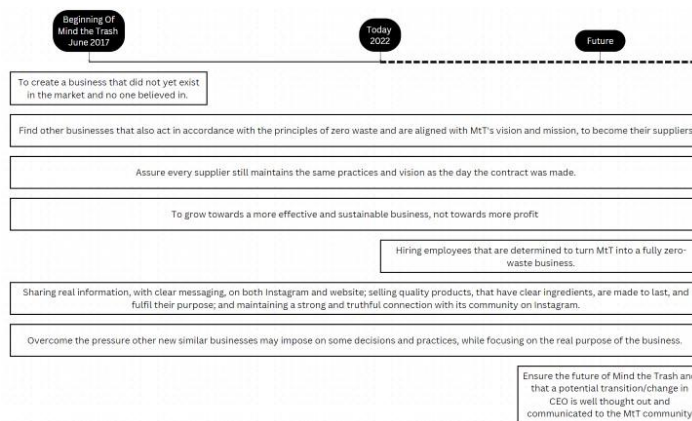 Beginning Of
Mind the Trash
June 2017
Today
2022
Future
To create a business that did not yet exist
in the market and no one believed in.
Find other businesses that also act in accordance with the principles of zero waste and are aligned with MtT's vision and mission, to become their suppliers
Assure every supplier still maintains the same practices and vision as the day the contract was made.
To grow towards a more effective and sustainable business, not towards more profit
Hiring employees that are determined to turn MtT into a fully zero-
waste business.
Sharing real information, with clear messaging, on both Instagram and website; selling quality products, that have clear ingredients, are made to last, and
fulfil their purpose; and maintaining a strong and truthful connection with its community on Instagram.
Overcome the pressure other new similar businesses may impose on some decisions and practices, while focusing on the real purpose of the business.
Ensure the future of Mind the Trash and
that a potential transition/change in
CEO is well thought out and
communicated to the MtT community